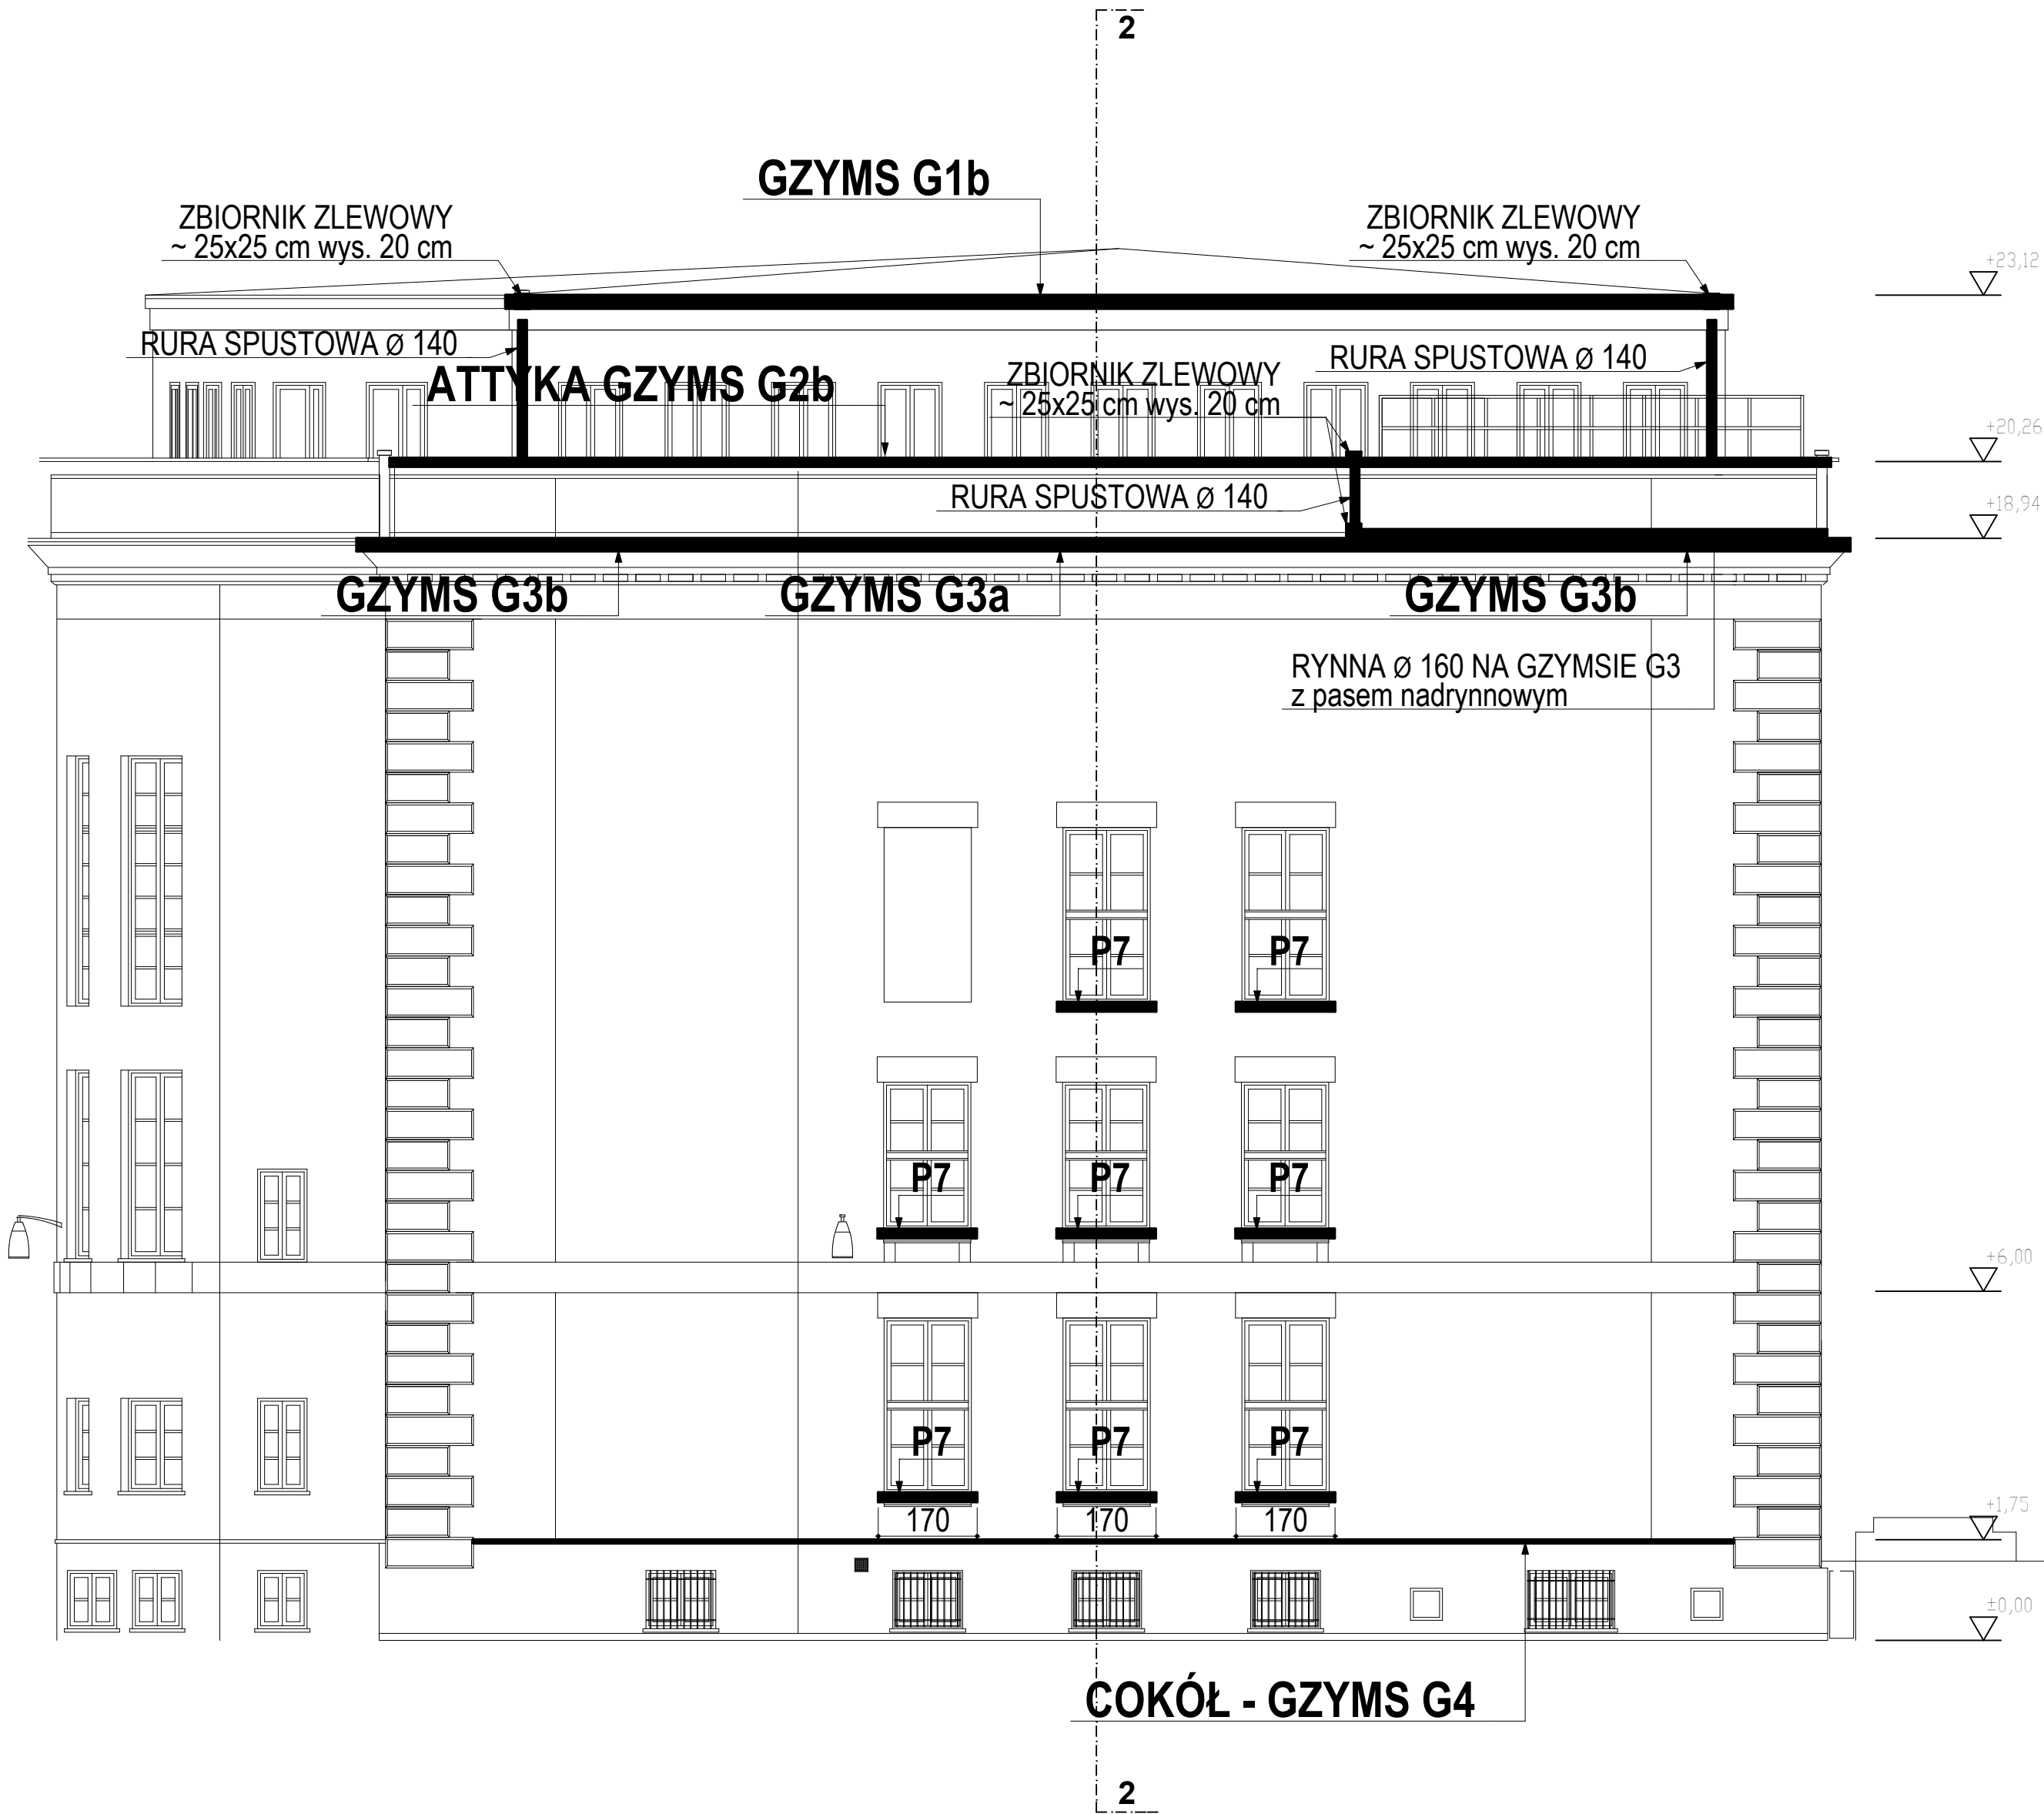 2
GZYMS G1b
ZBIORNIK ZLEWOWY
~ 25x25 cm wys. 20 cm
ZBIORNIK ZLEWOWY
~ 25x25 cm wys. 20 cm
+23,12
RURA SPUSTOWA Ø 140
ATTYKA GZYMS G2b
ZBIORNIK ZLEWOWY
~ 25x25 cm wys. 20 cm
RURA SPUSTOWA Ø 140
+20,26
RURA SPUSTOWA Ø 140
+18,94
GZYMS G3b
GZYMS G3a
GZYMS G3b
RYNNA Ø 160 NA GZYMSIE G3
z pasem nadrynnowym
P7
P7
P7
P7
P7
+6,00
P7
P7
P7
170
170
170
+1,75
±0,00
COKÓŁ - GZYMS G4
2